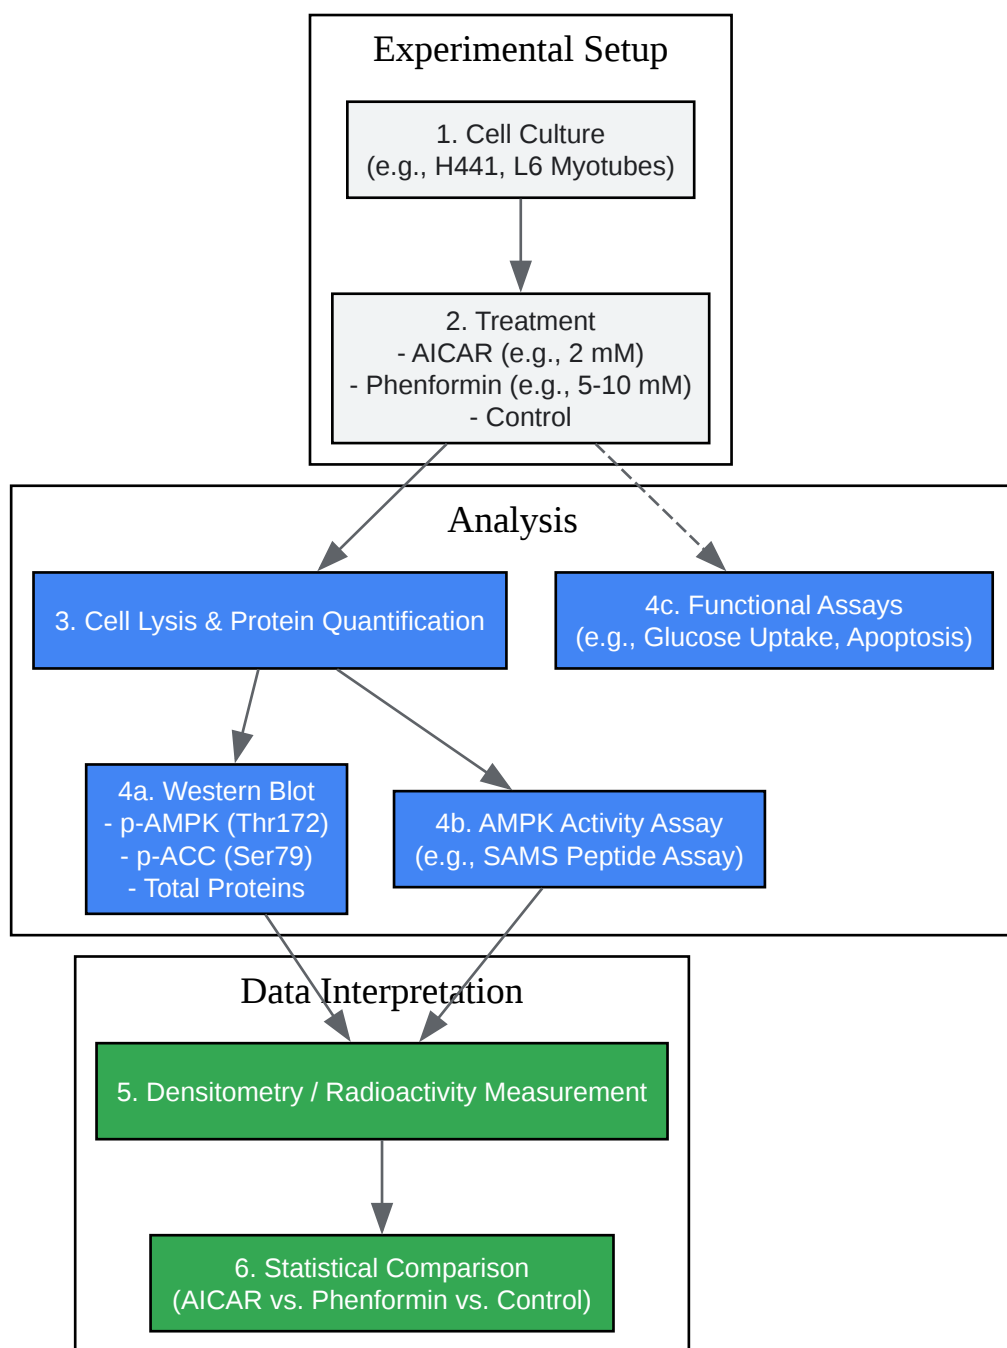 Experimental Setup
1. Cell Culture
(e.g., H441, L6 Myotubes)
2. Treatment
- AICAR (e.g., 2 mM)
- Phenformin (e.g., 5-10 mM)
- Control
Analysis
3. Cell Lysis & Protein Quantification
4c. Functional Assays
(e.g., Glucose Uptake, Apoptosis)
4a. Western Blot
- p-AMPK (Thr172)
- p-ACC (Ser79)
- Total Proteins
4b. AMPK Activity Assay
(e.g., SAMS Peptide Assay)
Data Interpretation
5. Densitometry / Radioactivity Measurement
6. Statistical Comparison
(AICAR vs. Phenformin vs. Control)